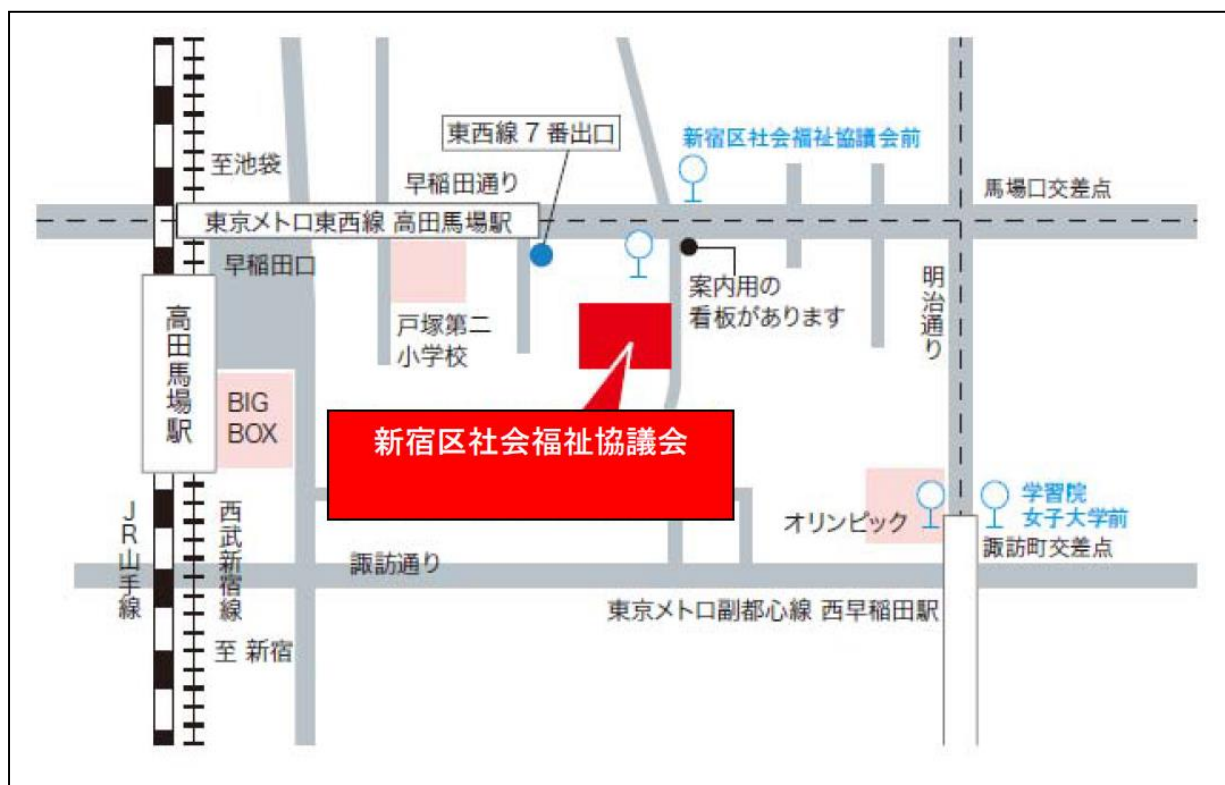 東西線7番出口
新宿区社会福祉協議会前
至池袋
早稲田通り
馬場口交差点
東京メトロ東西線 高田馬場駅
早稲田口
案内用の
看板があります
明治通り
戸塚第二
小学校
高田馬場駅
BIG
BOX
新宿区社会福祉協議会
JR山手線
西武新宿線
オリンピック
学習院
女子大学前
諏訪町交差点
諏訪通り
東京メトロ副都心線 西早稲田駅
至 新宿